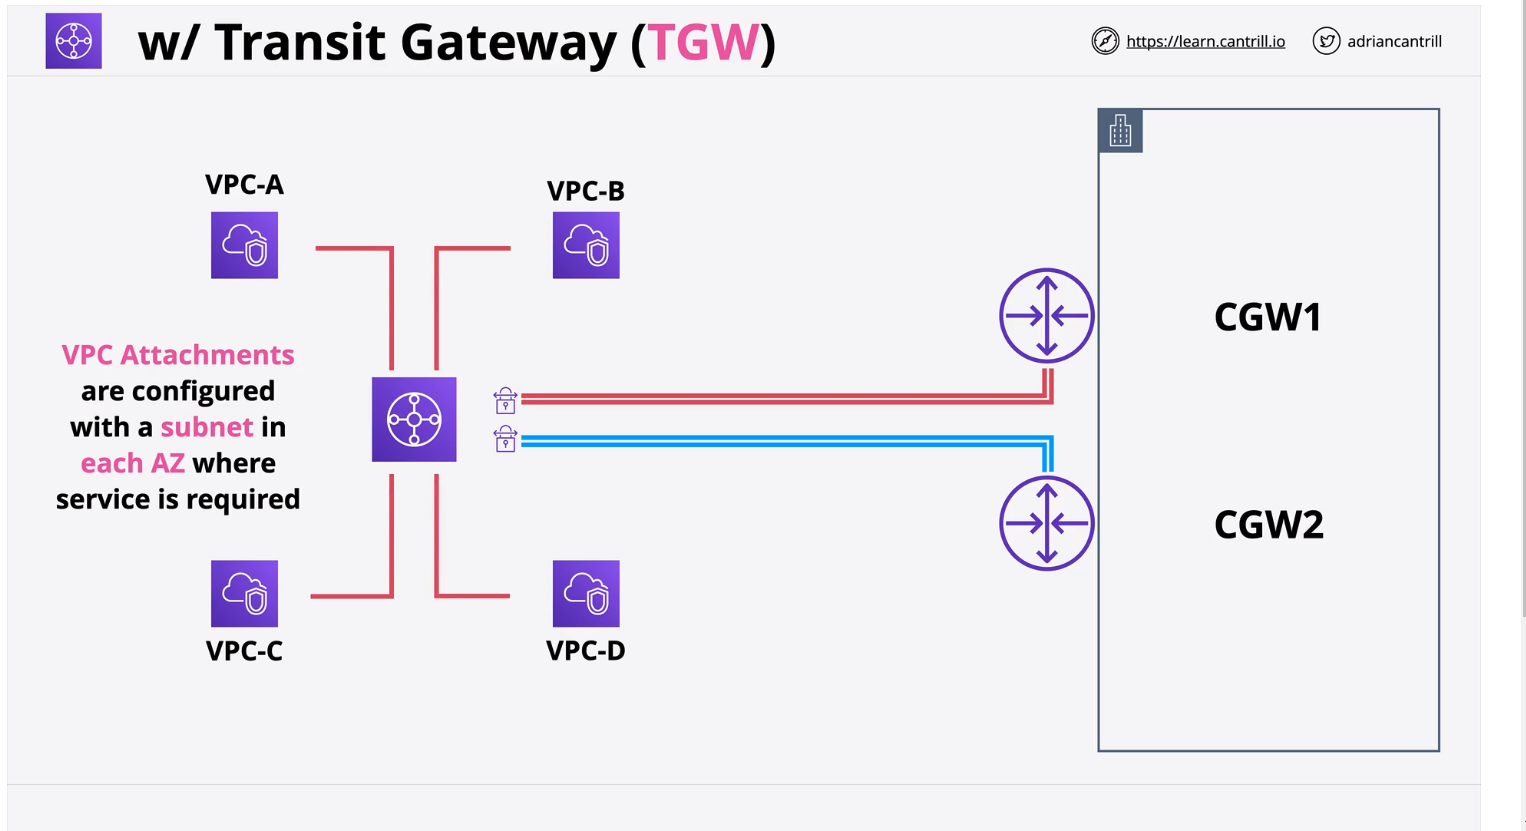 w/ Transit Gateway (TGW)
https://learn.cantrill.io
adriancantrill
VPC-A
VPC-B
VPC Attachments
are configured
with a subnet in
each AZ where
service is required
CGW1
CGW2
VPC-C
VPC-D